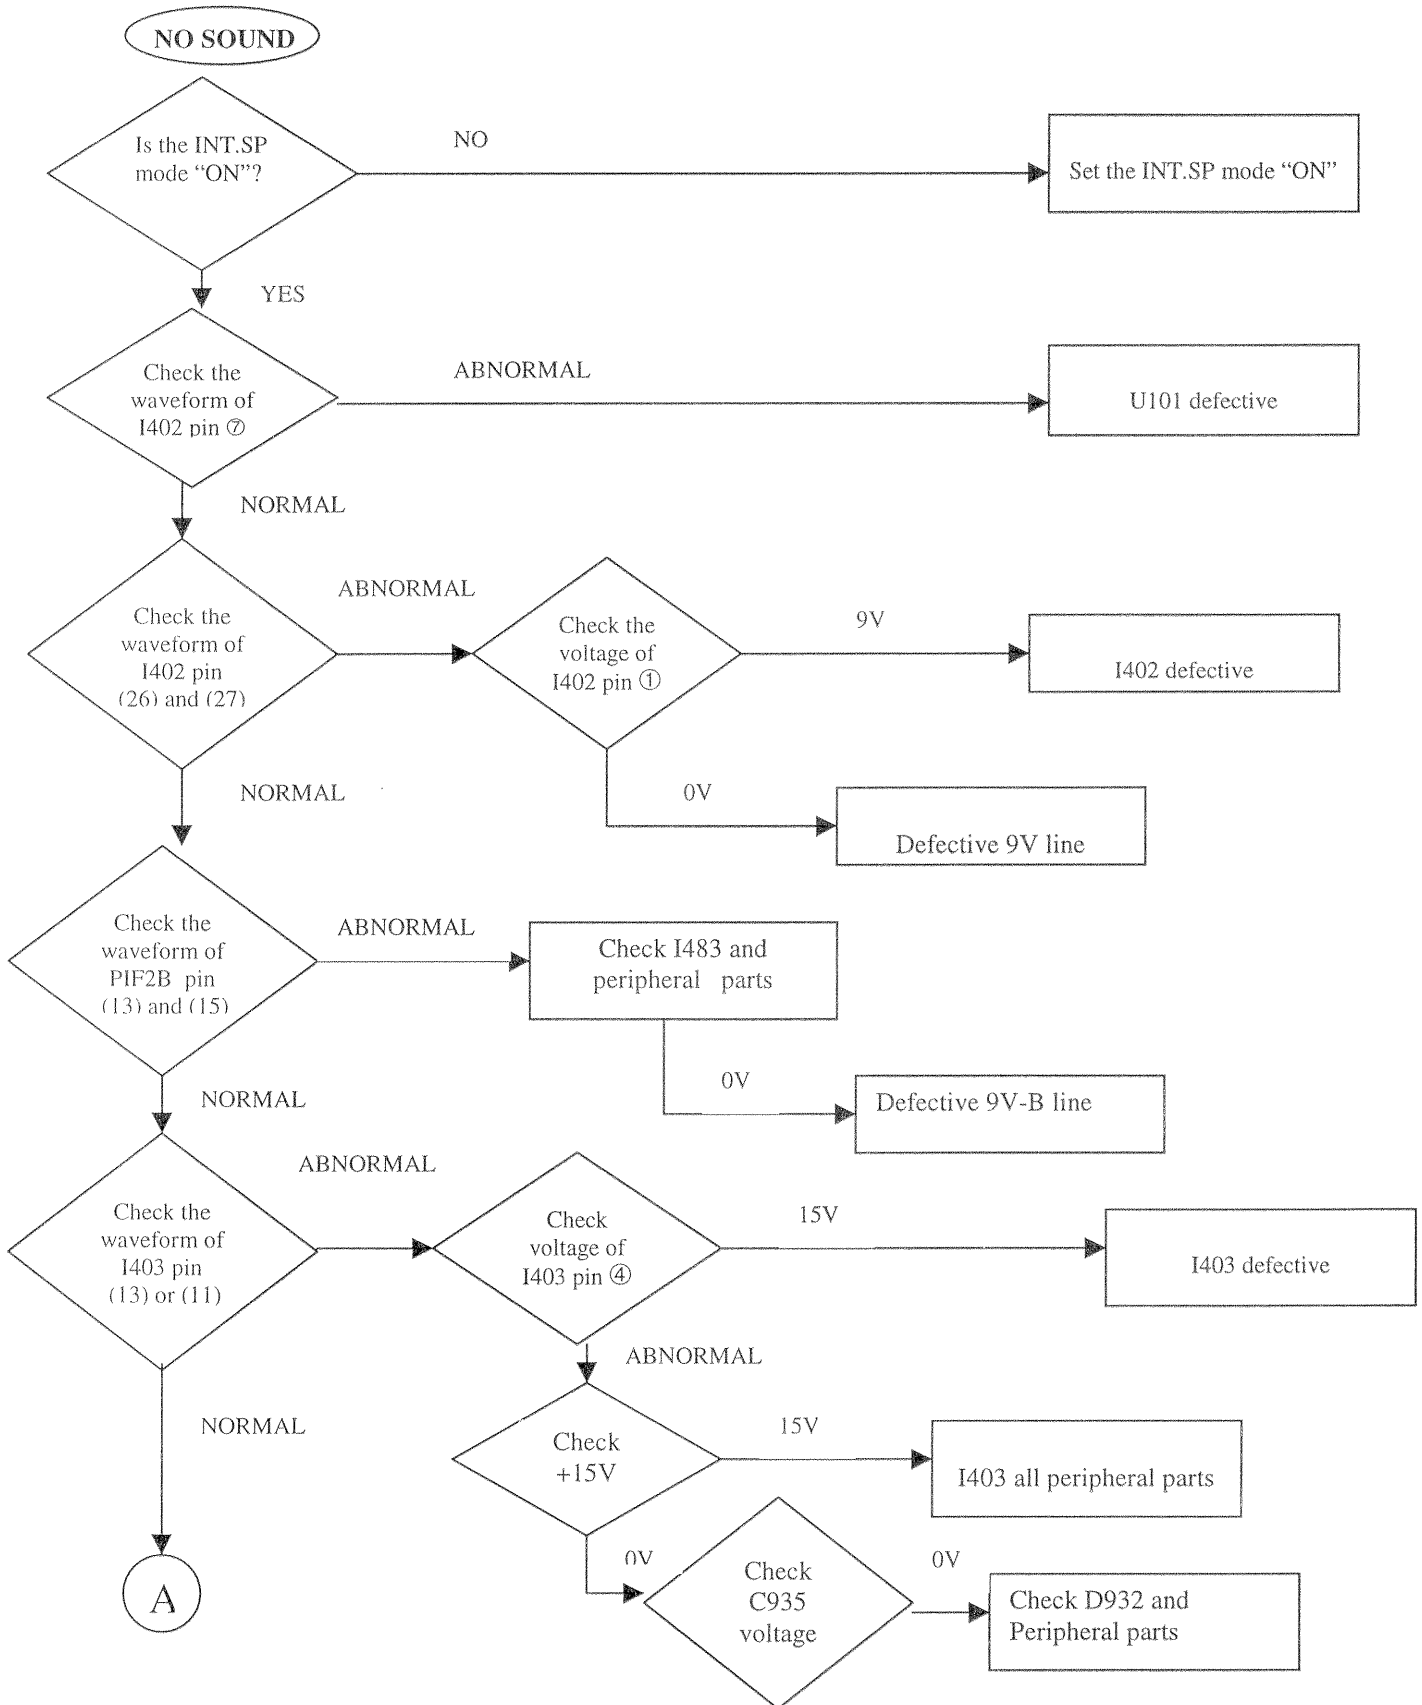 NO SOUND
Is the INT.SP
mode “ON”?
NO
Set the INT.SP mode “ON”
YES
Check the
waveform of
I402 pin ⑦
ABNORMAL
U101 defective
NORMAL
Check the
waveform of
I402 pin
(26) and (27)
ABNORMAL
Check the
voltage of
I402 pin ①
9V
I402 defective
0V
Defective 9V line
NORMAL
Check the
waveform of
PIF2B pin
(13) and (15)
ABNORMAL
Check I483 and
peripheral parts
0V
Defective 9V-B line
NORMAL
Check the
waveform of
I403 pin
(13) or (11)
ABNORMAL
Check
voltage of
I403 pin ④
15V
I403 defective
ABNORMAL
Check
+15V
15V
I403 all peripheral parts
0V
Check
C935
voltage
0V
Check D932 and
Peripheral parts
NORMAL
A